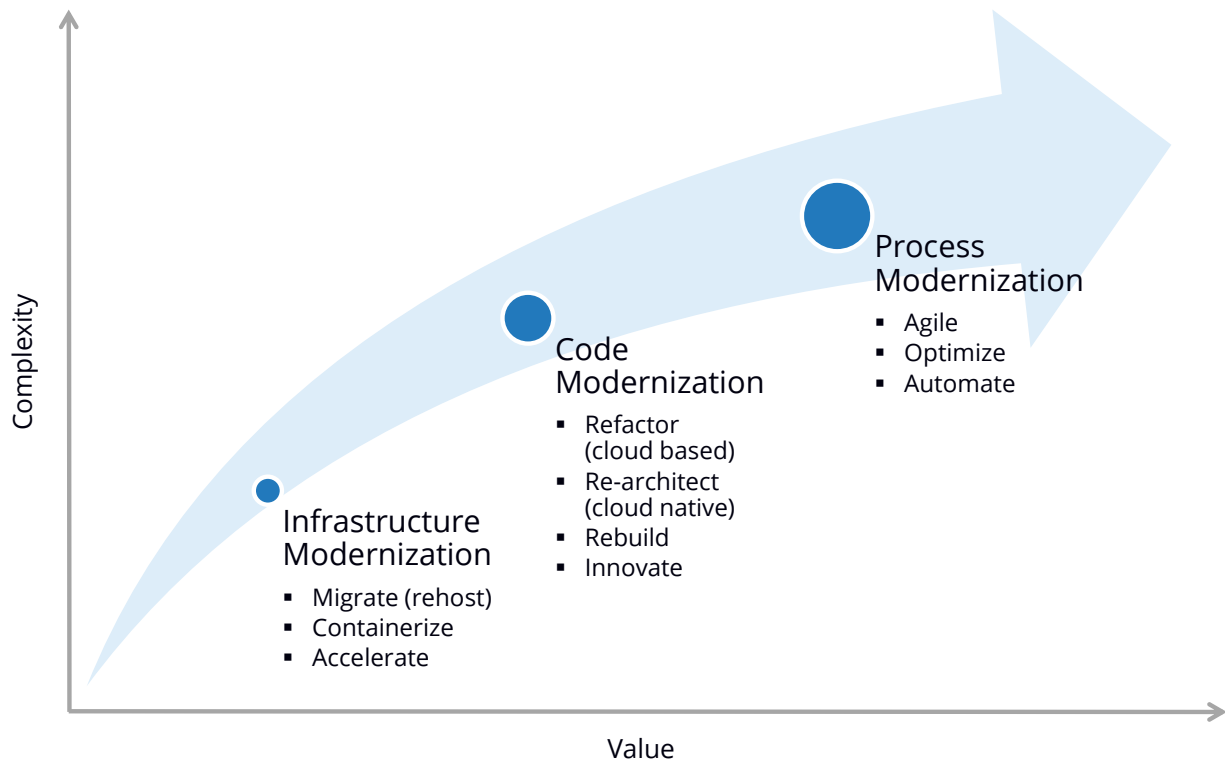 Complexity
Process
Modernization
▪ Agile
▪ Optimize
▪ Automate
Code
Modernization
▪ Refactor
(cloud based)
▪ Re-architect
(cloud native)
▪ Rebuild
▪ Innovate
Infrastructure
Modernization
▪ Migrate (rehost)
▪ Containerize
▪ Accelerate
Value